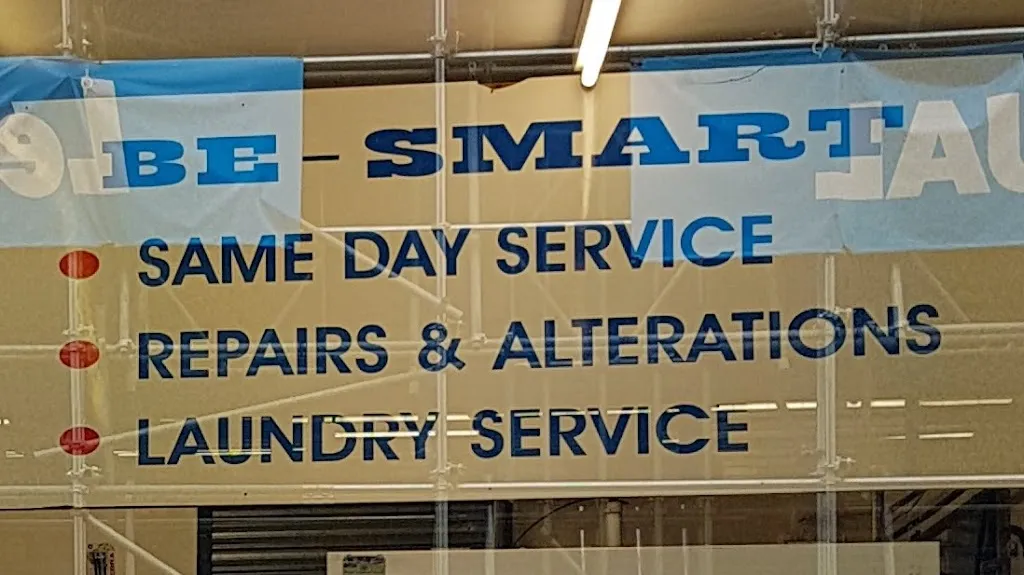 BE - SMART
SAME DAY SERVICE
REPAIRS & ALTERATIONS
LAUNDRY SERVICE